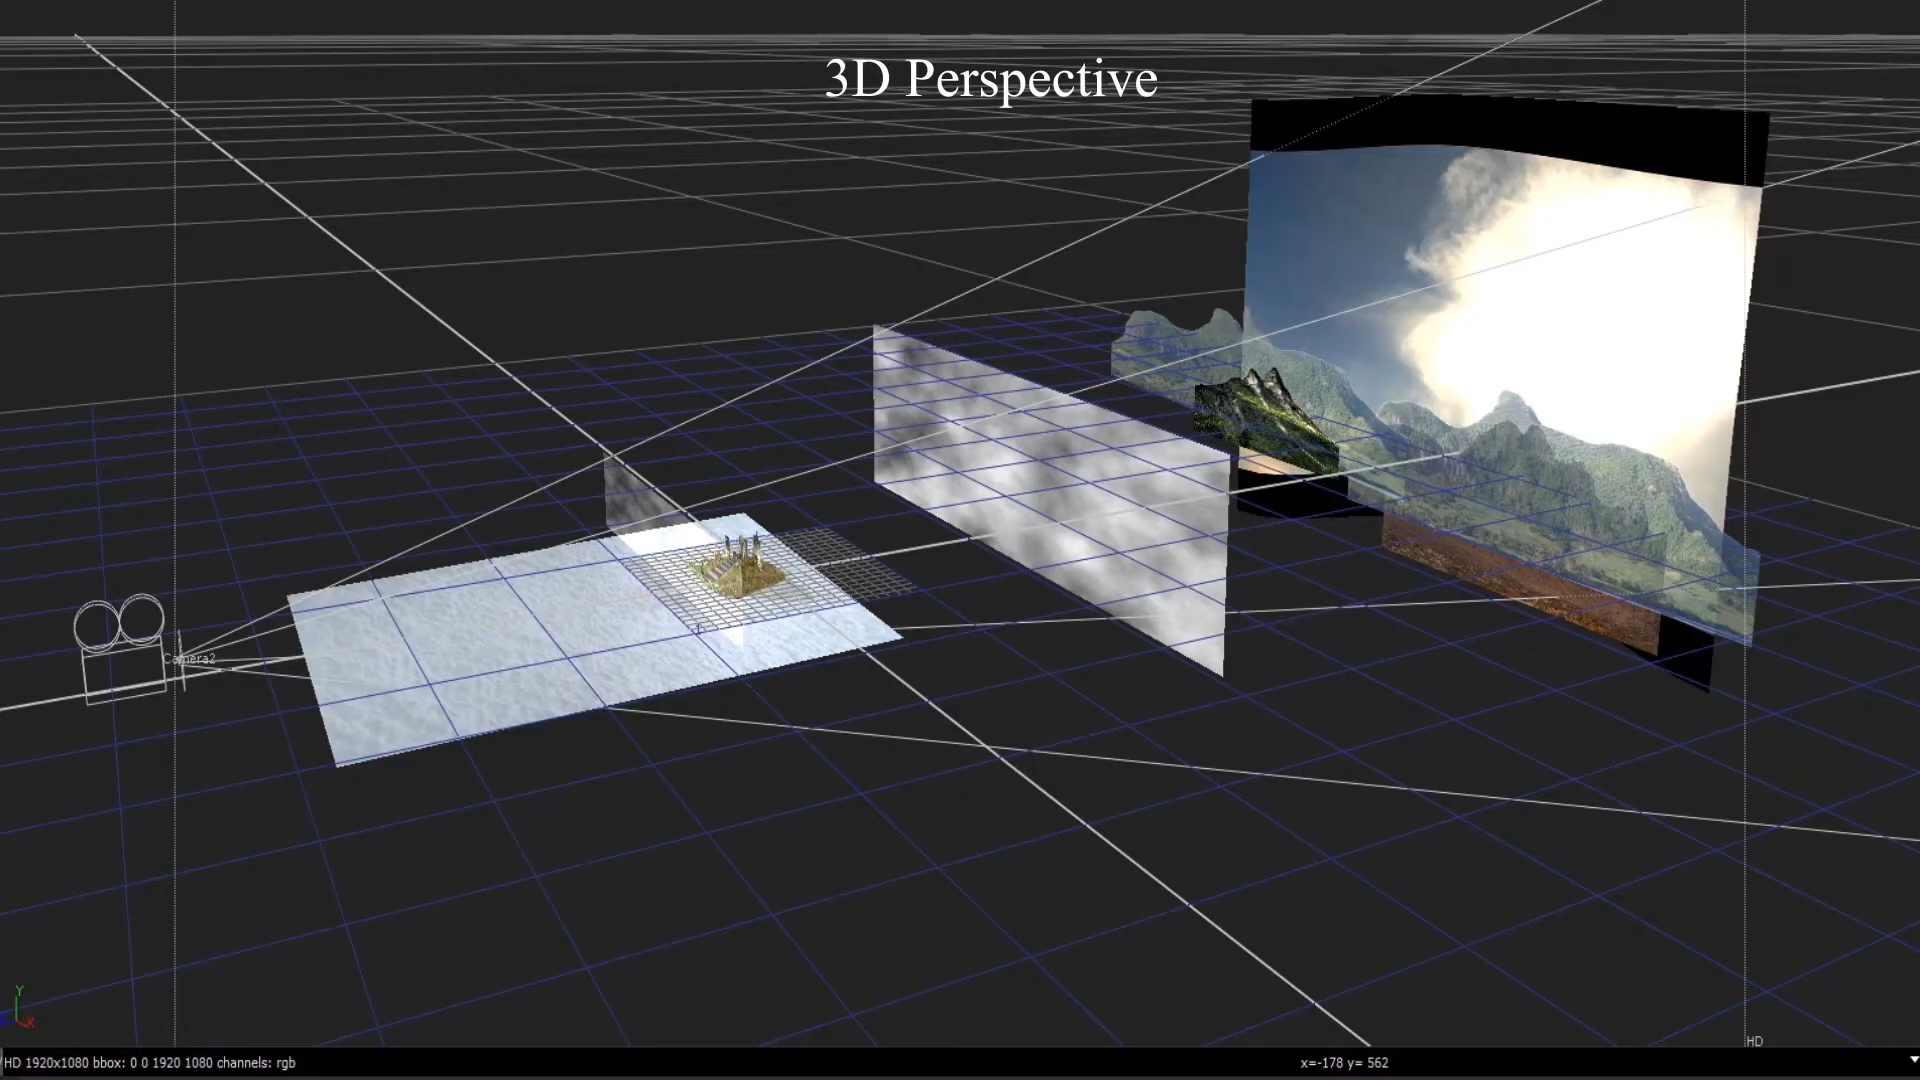 3D Perspective
Camera2
Y
X
HD
HD 1920x1080 bbox: 0 0 1920 1080 channels: rgb
x=-178 y= 562